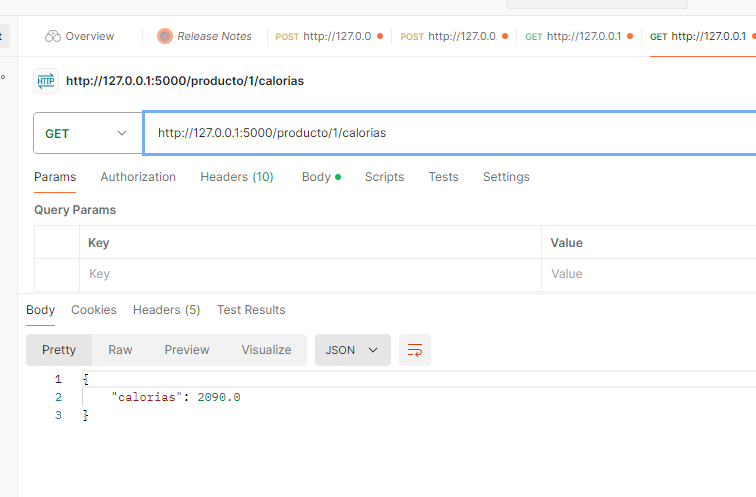 t Overview Release Notes POST http://127.0.0 POST http://127.0.0. GET http://127.0.0.1 GET http://127.0.0.1
HTTP http://127.0.0.1:5000/producto/1/calorias
GET http://127.0.0.1:5000/producto/1/calorias
Params Authorization Headers (10) Body Scripts Tests Settings
Query Params
Key Value
Key Value
Body Cookies Headers (5) Test Results
Pretty Raw Preview Visualize JSON
1 {
2 "calorias": 2090.0
3 }